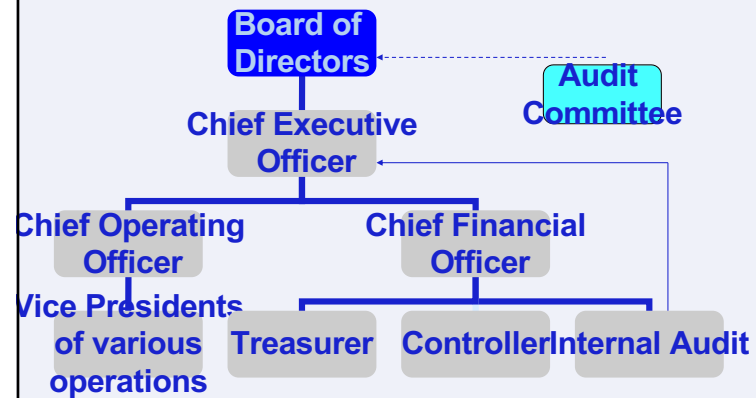 Board of
Directors
Audit
Committee
Chief Executive
Officer
Chief Operating
Officer
Chief Financial
Officer
Vice Presidents
of various
operations
Treasurer
Controller
Internal Audit